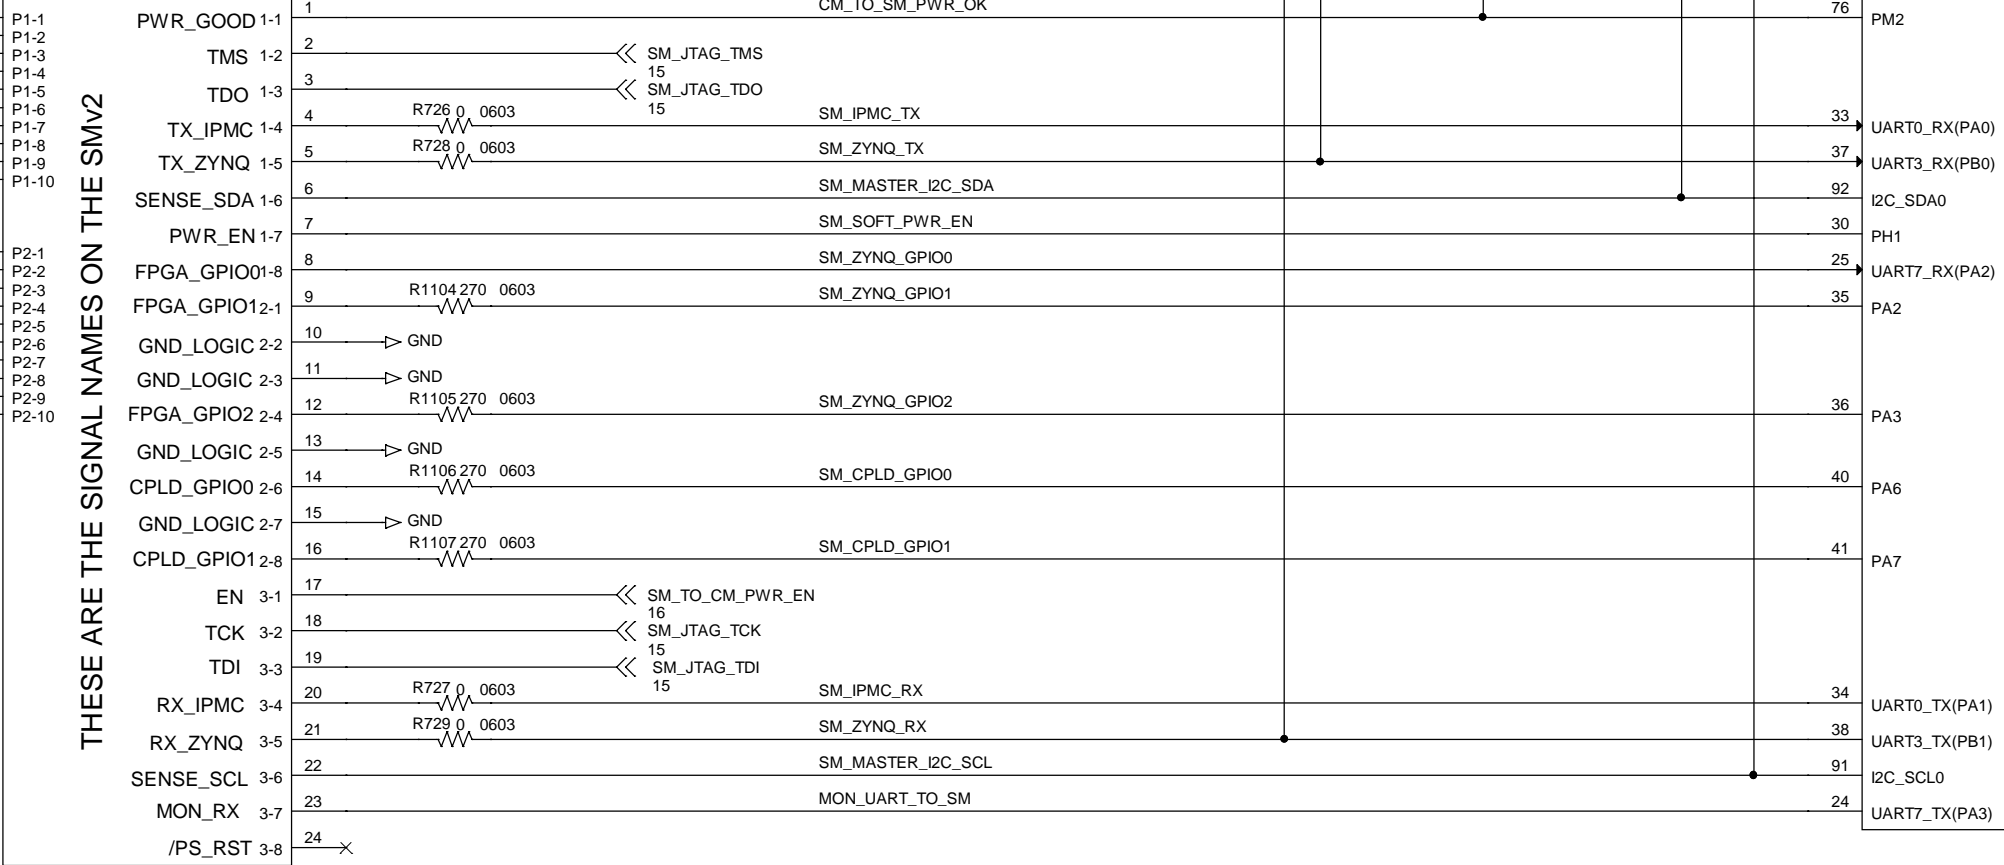 P1-1
P1-2
P1-3
P1-4
P1-5
P1-6
P1-7
P1-8
P1-9
P1-10
P2-1
P2-2
P2-3
P2-4
P2-5
P2-6
P2-7
P2-8
P2-9
P2-10
THESE ARE THE SIGNAL NAMES ON THE SMv2
PWR_GOOD 1-1 1 CM_TO_SM_PWR_OK 76 PM2
TMS 1-2 2 SM_JTAG_TMS
15
TDO 1-3 3 SM_JTAG_TDO
15
TX_IPMC 1-4 4 R726 0 0603 SM_IPMC_TX 33 UART0_RX(PA0)
TX_ZYNQ 1-5 5 R728 0 0603 SM_ZYNQ_TX 37 UART3_RX(PB0)
SENSE_SDA 1-6 6 SM_MASTER_I2C_SDA 92 I2C_SDA0
PWR_EN 1-7 7 SM_SOFT_PWR_EN 30 PH1
FPGA_GPIO0 1-8 8 SM_ZYNQ_GPIO0 25 UART7_RX(PA2)
FPGA_GPIO1 2-1 9 R1104 270 0603 SM_ZYNQ_GPIO1 35 PA2
GND_LOGIC 2-2 10 GND
GND_LOGIC 2-3 11 GND
FPGA_GPIO2 2-4 12 R1105 270 0603 SM_ZYNQ_GPIO2 36 PA3
GND_LOGIC 2-5 13 GND
CPLD_GPIO0 2-6 14 R1106 270 0603 SM_CPLD_GPIO0 40 PA6
GND_LOGIC 2-7 15 GND
CPLD_GPIO1 2-8 16 R1107 270 0603 SM_CPLD_GPIO1 41 PA7
EN 3-1 17 SM_TO_CM_PWR_EN
16
TCK 3-2 18 SM_JTAG_TCK
15
TDI 3-3 19 SM_JTAG_TDI
15
RX_IPMC 3-4 20 R727 0 0603 SM_IPMC_RX 34 UART0_TX(PA1)
RX_ZYNQ 3-5 21 R729 0 0603 SM_ZYNQ_RX 38 UART3_TX(PB1)
SENSE_SCL 3-6 22 SM_MASTER_I2C_SCL 91 I2C_SCL0
MON_RX 3-7 23 MON_UART_TO_SM 24 UART7_TX(PA3)
/PS_RST 3-8 24